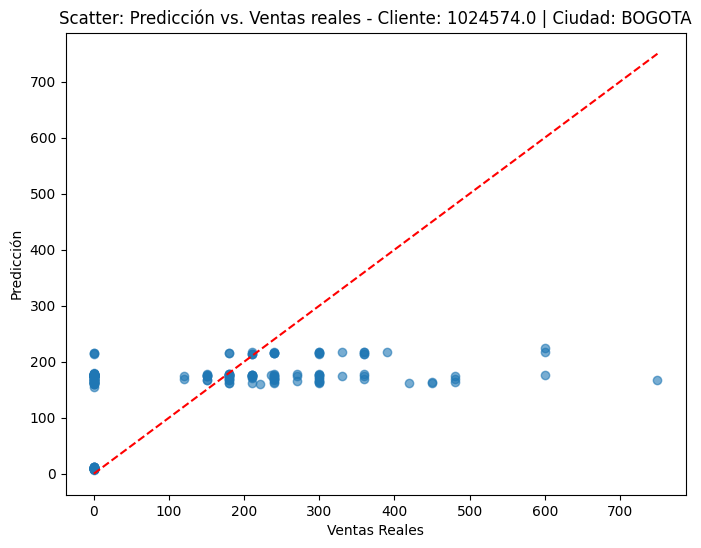 Scatter: Predicción vs. Ventas reales - Cliente: 1024574.0 | Ciudad: BOGOTA
700
600
500
400
300
200
100
0
Predicción
0 100 200 300 400 500 600 700
Ventas Reales